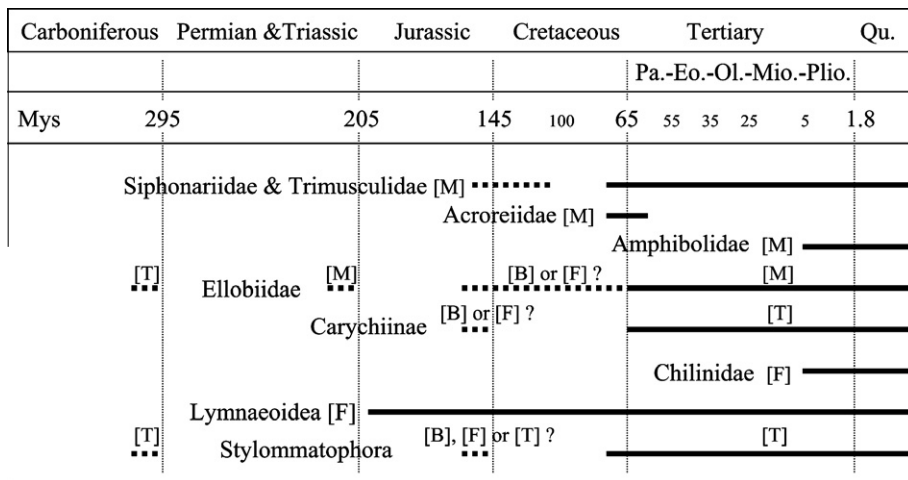 Carboniferous Permian &Triassic Jurassic Cretaceous Tertiary Qu.
Pa.-Eo.-Ol.-Mio.-Plio.
Mys 295 205 145 100 65 55 35 25 5 1.8
Siphonariidae & Trimusculidae [M]
Acroreiidae [M]
Amphibolidae [M]
[T] [M] [B] or [F] ? [M]
Ellobiidae
[B] or [F] ? [T]
Carychiinae
Chilinidae [F]
Lymnaeoidea [F]
[T] [B], [F] or [T] ? [T]
Stylommatophora